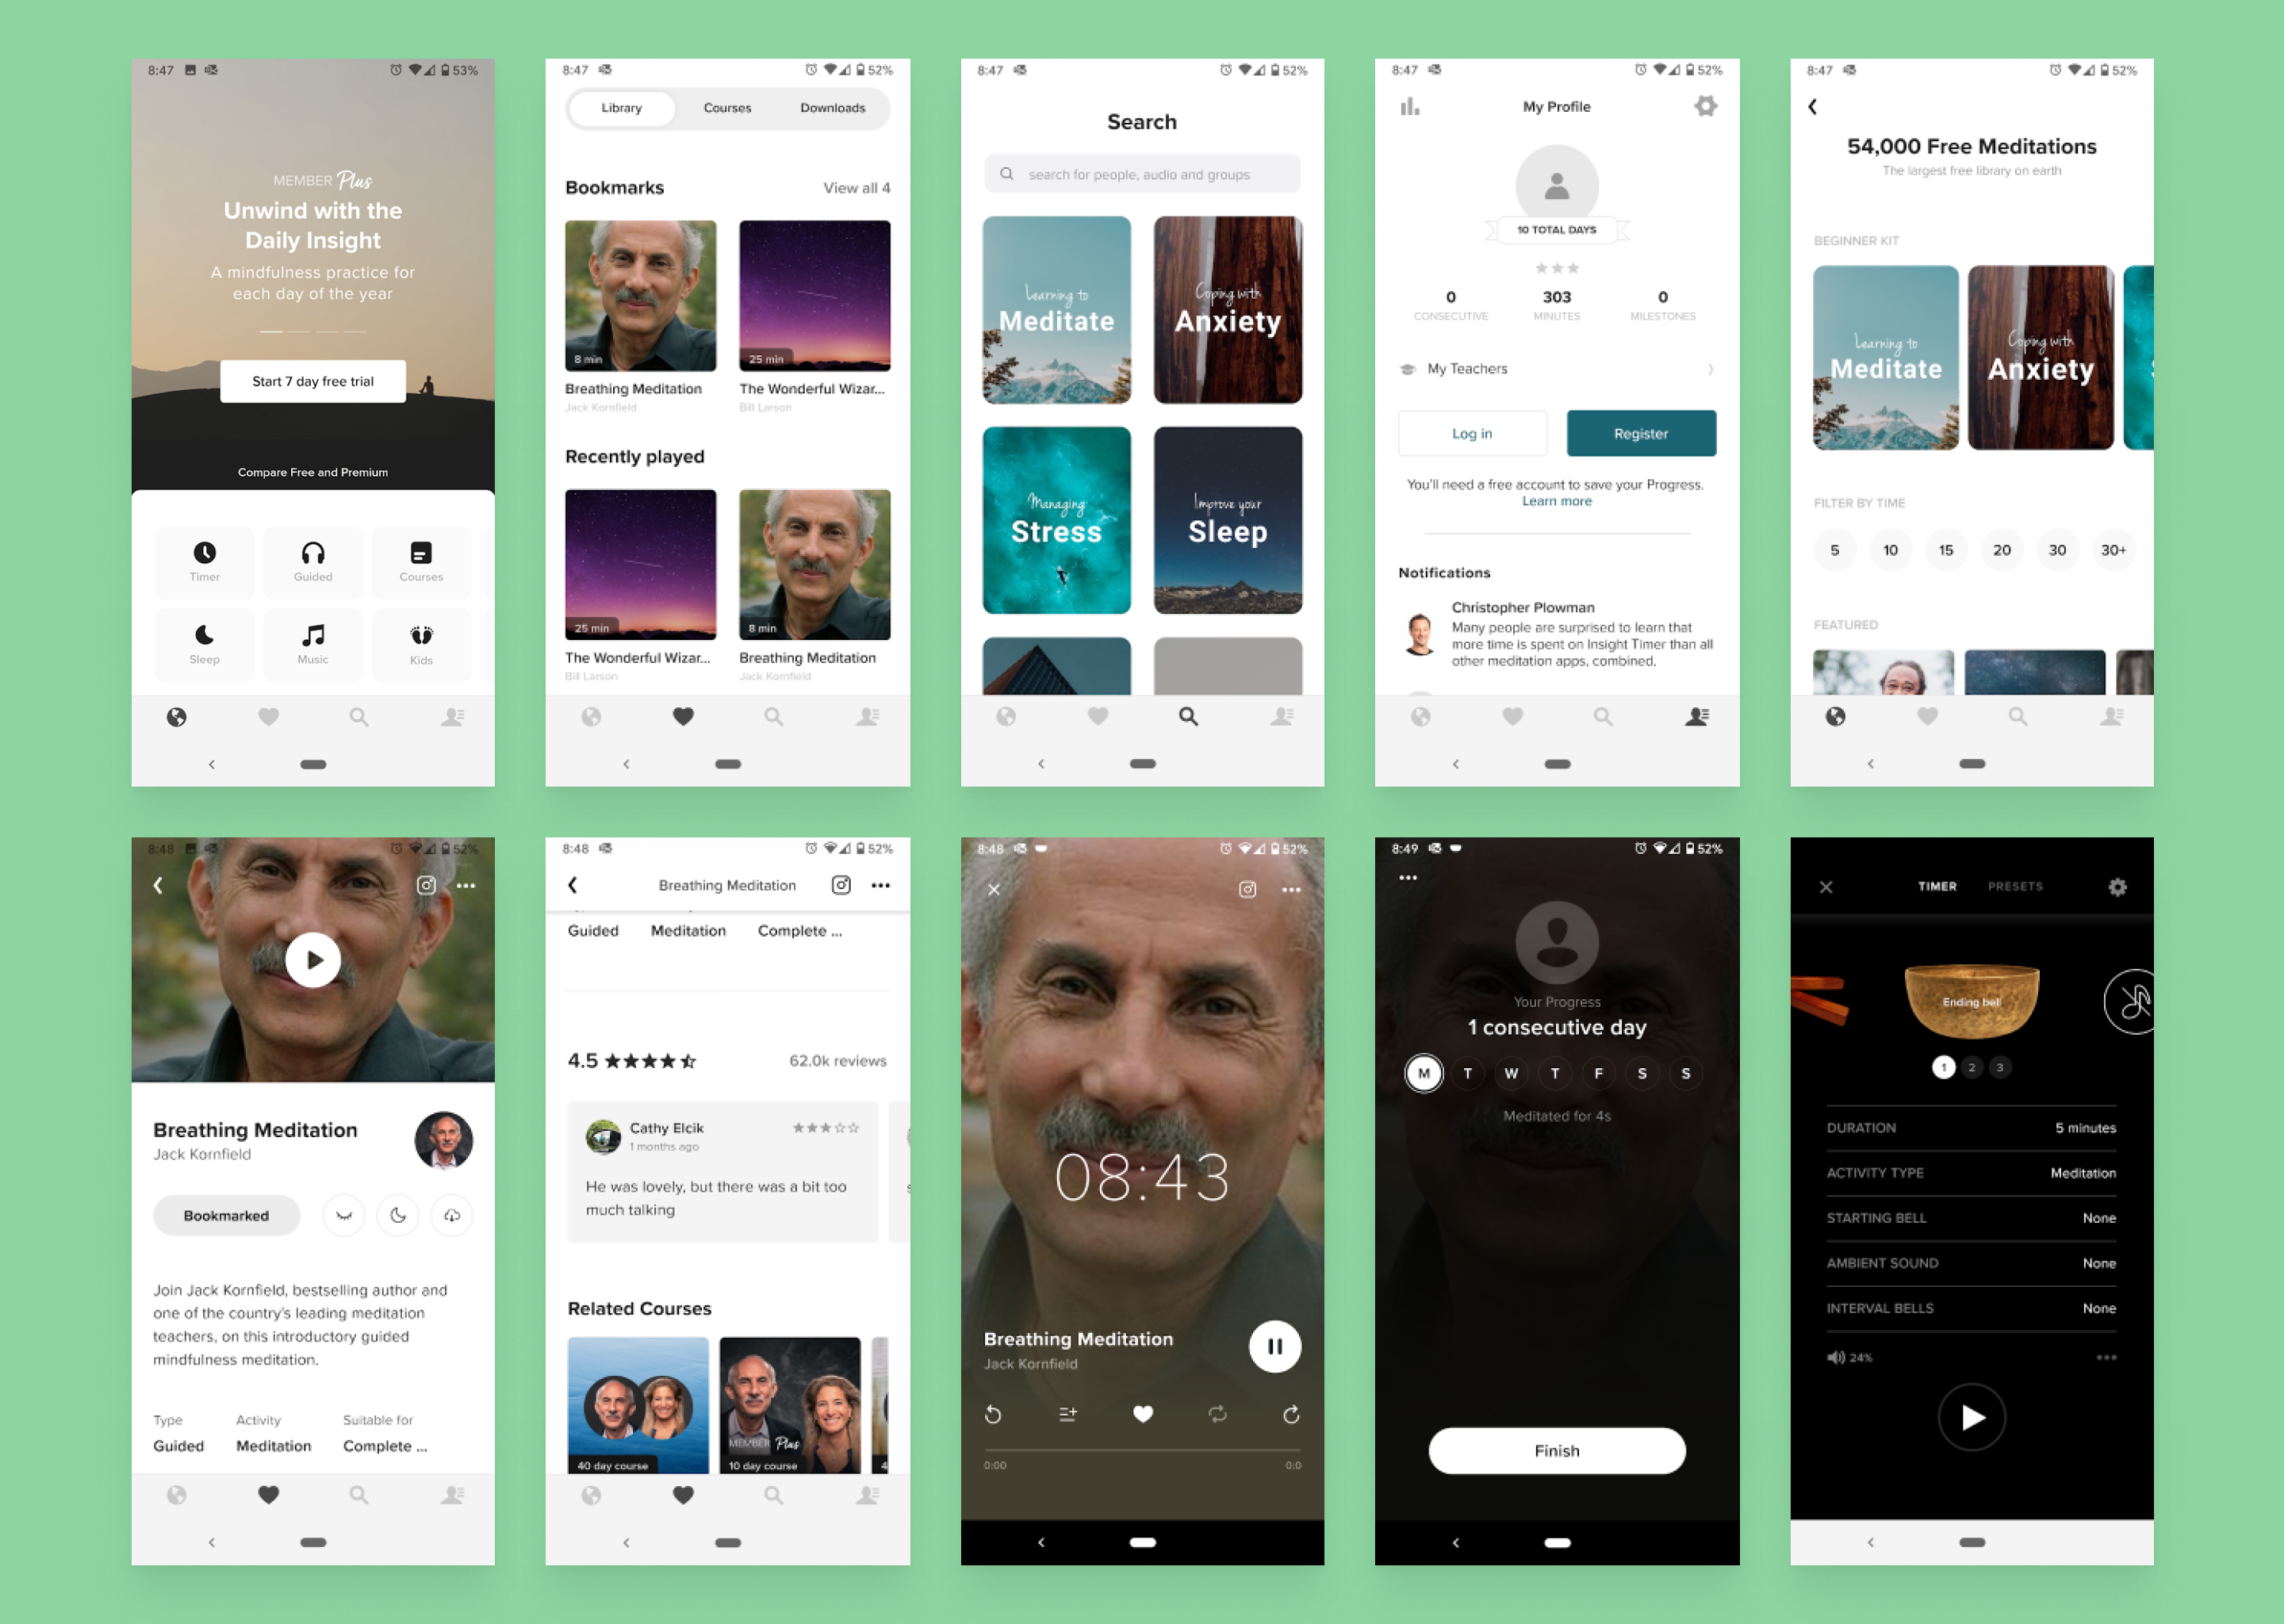 8:47
53%
MEMBER Plus
Unwind with the
Daily Insight
A mindfulness practice for
each day of the year
Start 7 day free trial
Compare Free and Premium
Timer
Guided
Courses
Sleep
Music
Kids
8:47
52%
Library
Courses
Downloads
Bookmarks
View all 4
8 min
25 min
Breathing Meditation
The Wonderful Wizar...
Jack Kornfield
Bill Larson
Recently played
25 min
8 min
The Wonderful Wizar...
Breathing Meditation
Bill Larson
Jack Kornfield
8:47
52%
Search
search for people, audio and groups
Learning to
Meditate
Coping with
Anxiety
Managing
Stress
Improve your
Sleep
8:47
52%
My Profile
10 TOTAL DAYS
0
303
0
CONSECUTIVE
MINUTES
MILESTONES
My Teachers
Log in
Register
You'll need a free account to save your Progress.
Learn more
Notifications
Christopher Plowman
Many people are surprised to learn that
more time is spent on Insight Timer than all
other meditation apps, combined.
8:47
52%
54,000 Free Meditations
The largest free library on earth
BEGINNER KIT
Learning to
Meditate
Coping with
Anxiety
FILTER BY TIME
5
10
15
20
30
30+
FEATURED
8:48
52%
Breathing Meditation
Jack Kornfield
Bookmarked
Join Jack Kornfield, bestselling author and
one of the country's leading meditation
teachers, on this introductory guided
mindfulness meditation.
Type
Activity
Suitable for
Guided
Meditation
Complete ...
8:48
52%
Breathing Meditation
Guided
Meditation
Complete ...
4.5
62.0k reviews
Cathy Elcik
1 months ago
He was lovely, but there was a bit too
much talking
Related Courses
MEMBER Plus
40 day course
10 day course
4
8:48
52%
08:43
Breathing Meditation
Jack Kornfield
0:00
0:0
8:49
52%
Your Progress
1 consecutive day
M
T
W
T
F
S
S
Meditated for 4s
Finish
TIMER
PRESETS
Ending bell
1
2
3
DURATION
5 minutes
ACTIVITY TYPE
Meditation
STARTING BELL
None
AMBIENT SOUND
None
INTERVAL BELLS
None
24%